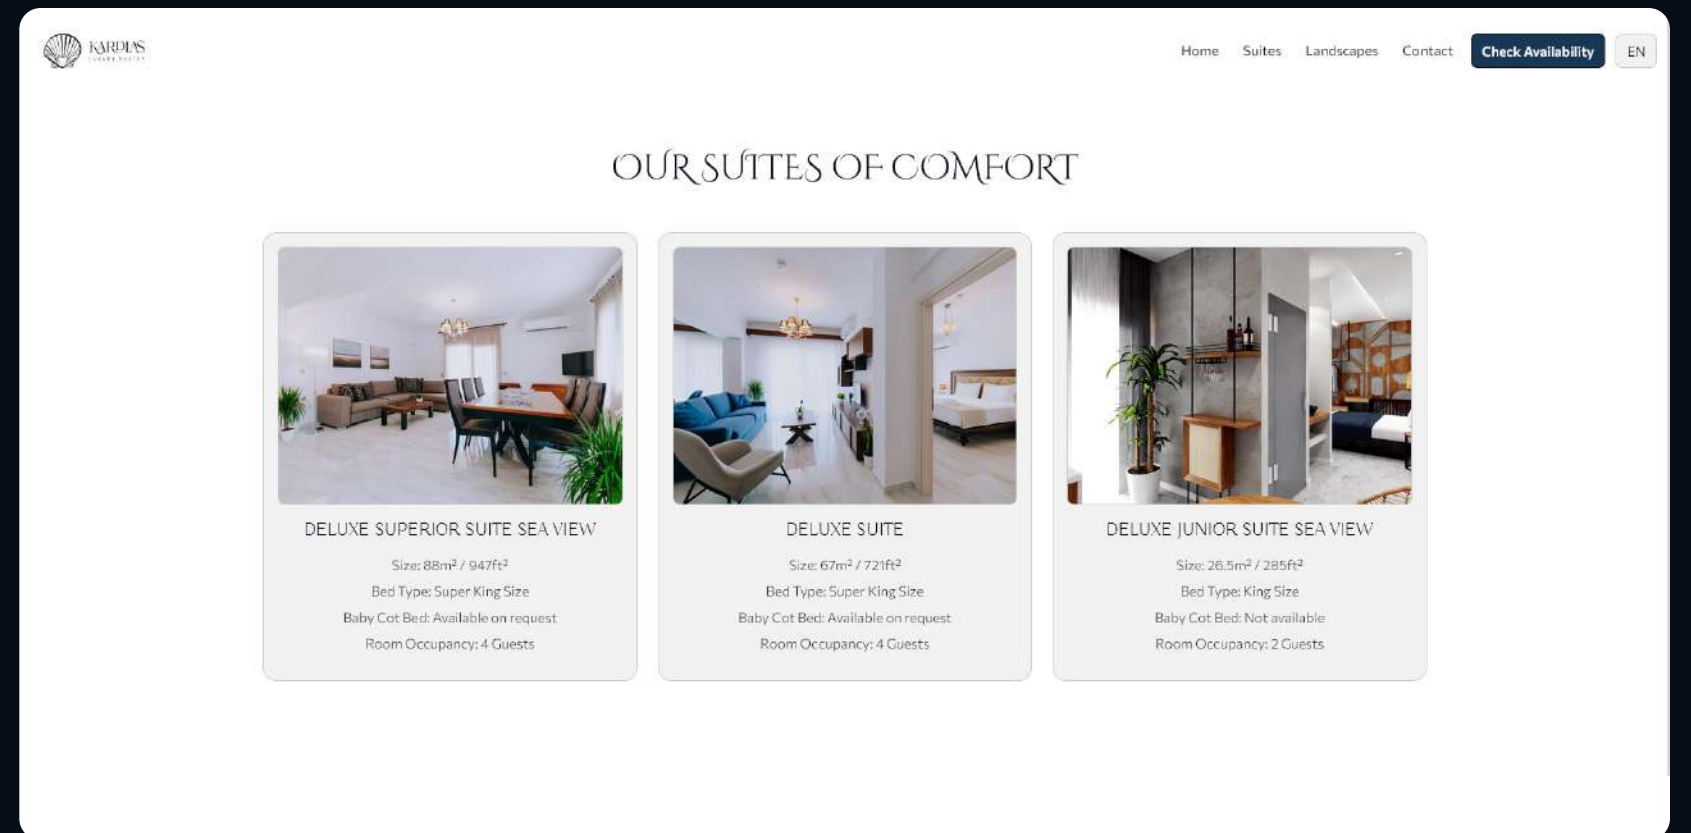 KARDIAS
LUXURY SUITES
Home
Suites
Landscapes
Contact
Check Availability
EN
OUR SUITES OF COMFORT
DELUXE SUPERIOR SUITE SEA VIEW
Size: 88m² / 947ft²
Bed Type: Super King Size
Baby Cot Bed: Available on request
Room Occupancy: 4 Guests
DELUXE SUITE
Size: 67m² / 721ft²
Bed Type: Super King Size
Baby Cot Bed: Available on request
Room Occupancy: 4 Guests
DELUXE JUNIOR SUITE SEA VIEW
Size: 26.5m² / 285ft²
Bed Type: King Size
Baby Cot Bed: Not available
Room Occupancy: 2 Guests